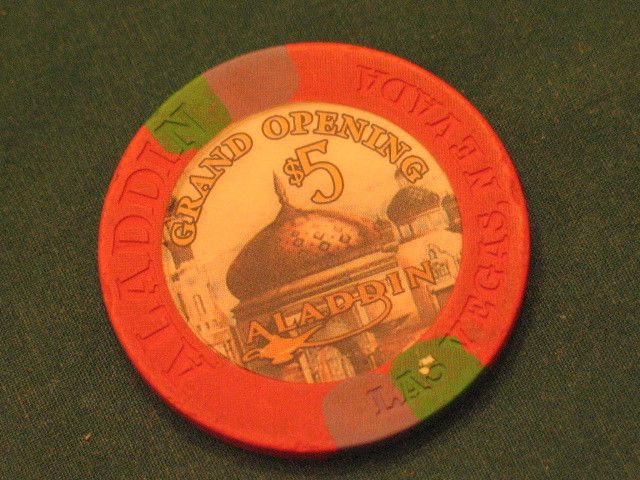 GRAND OPENING
$5
ALADDIN
ALADDIN
LAS VEGAS, NEVADA